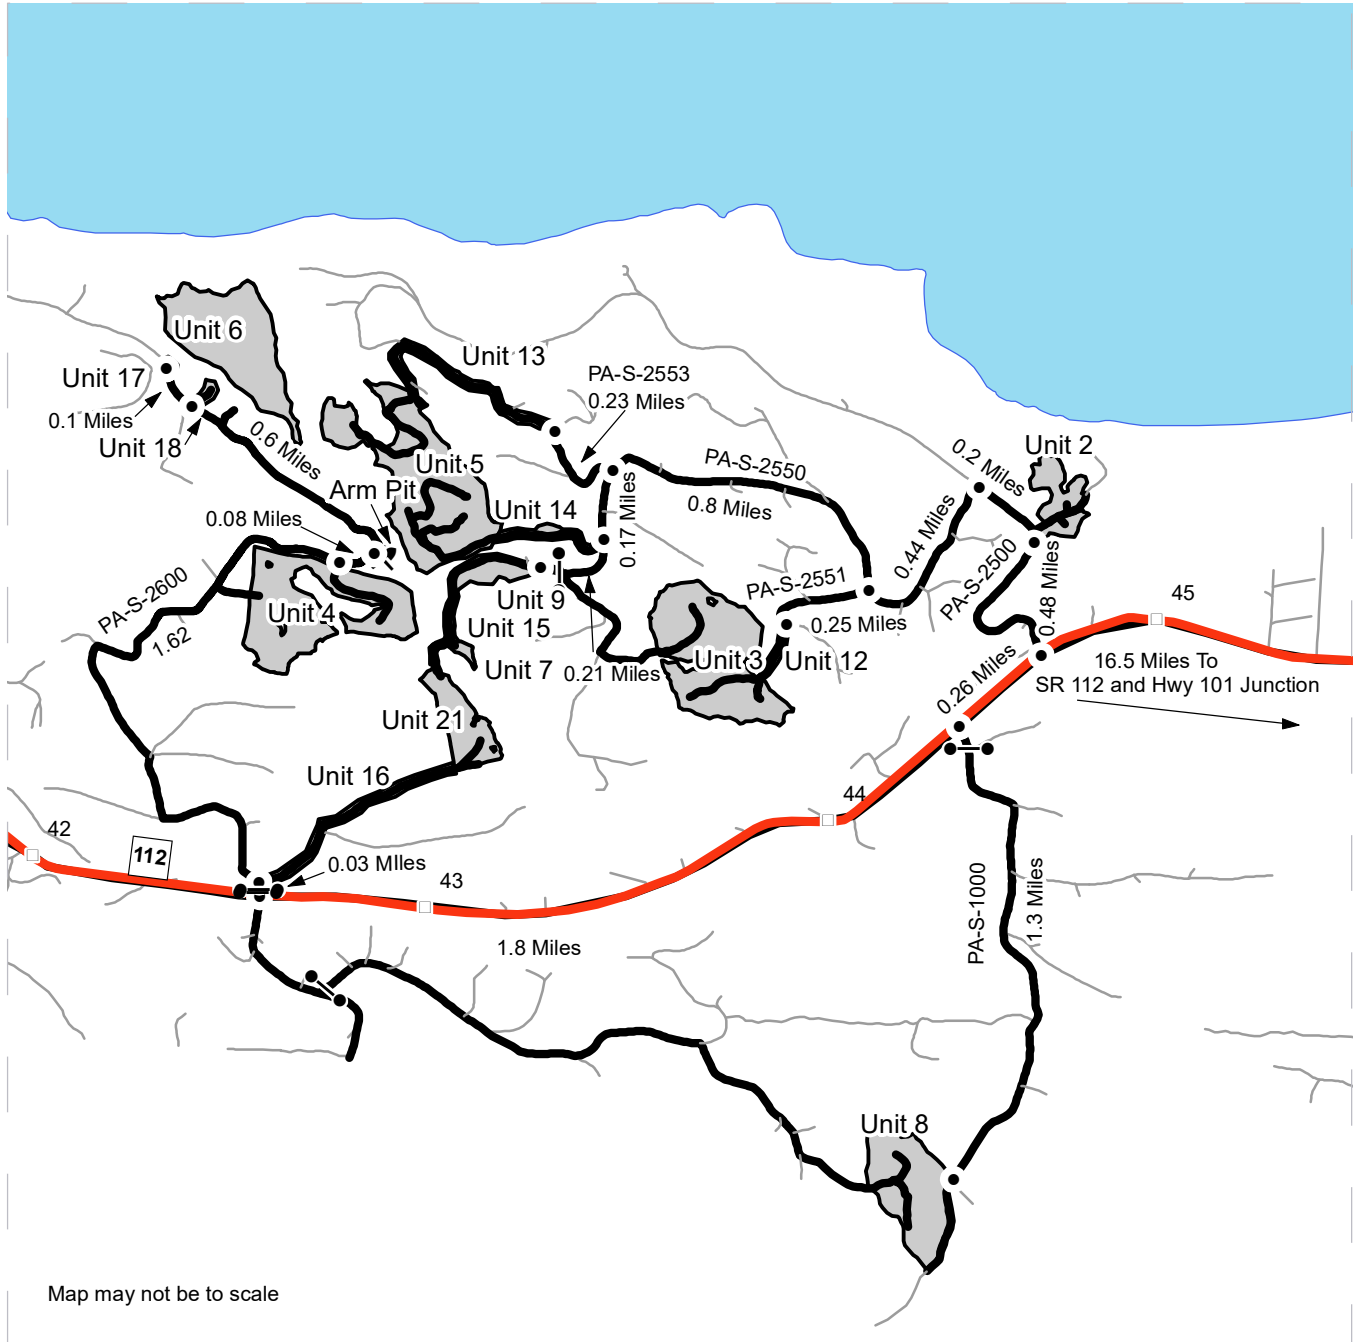 Unit 6
Unit 13
Unit 17
PA-S-2553
0.23 Miles
0.1 Miles
Unit 18
0.6 Miles
Unit 2
0.2 Miles
Unit 5
PA-S-2550
0.8 Miles
Arm Pit
0.08 Miles
Unit 14
0.17 Miles
0.44 Miles
PA-S-2500
0.48 Miles
PA-S-2600
1.62
Unit 4
Unit 9
Unit 15
PA-S-2551
0.25 Miles
45
Unit 7
0.21 Miles
Unit 3
Unit 12
0.26 Miles
16.5 Miles To
SR 112 and Hwy 101 Junction
Unit 21
Unit 16
44
42
112
0.03 MIles
43
1.8 Miles
PA-S-1000
1.3 Miles
Unit 8
Map may not be to scale